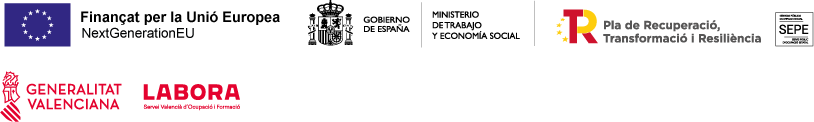 Finançat per la Unió Europea
NextGenerationEU
GOBIERNO
DE ESPAÑA
MINISTERIO
DE TRABAJO
Y ECONOMÍA SOCIAL
Pla de Recuperació,
Transformació i Resiliència
SEPE
GENERALITAT
VALENCIANA
LABORA
Servei Valencià d'Ocupació i Formació